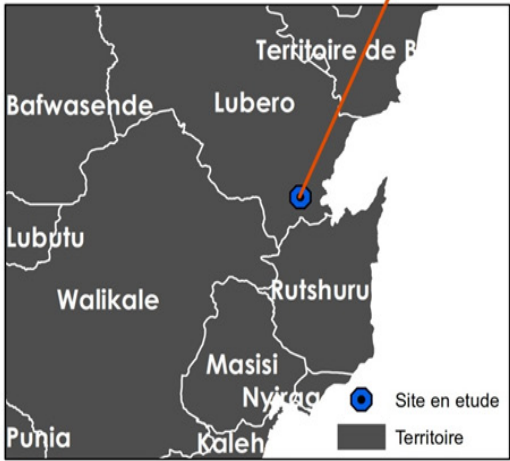 Territoire de B
Lubero
Bafwasende
Lubutu
Walikale
Rutshuru
Masisi
Nyirag
Site en etude
Punia
Kaleh
Territoire